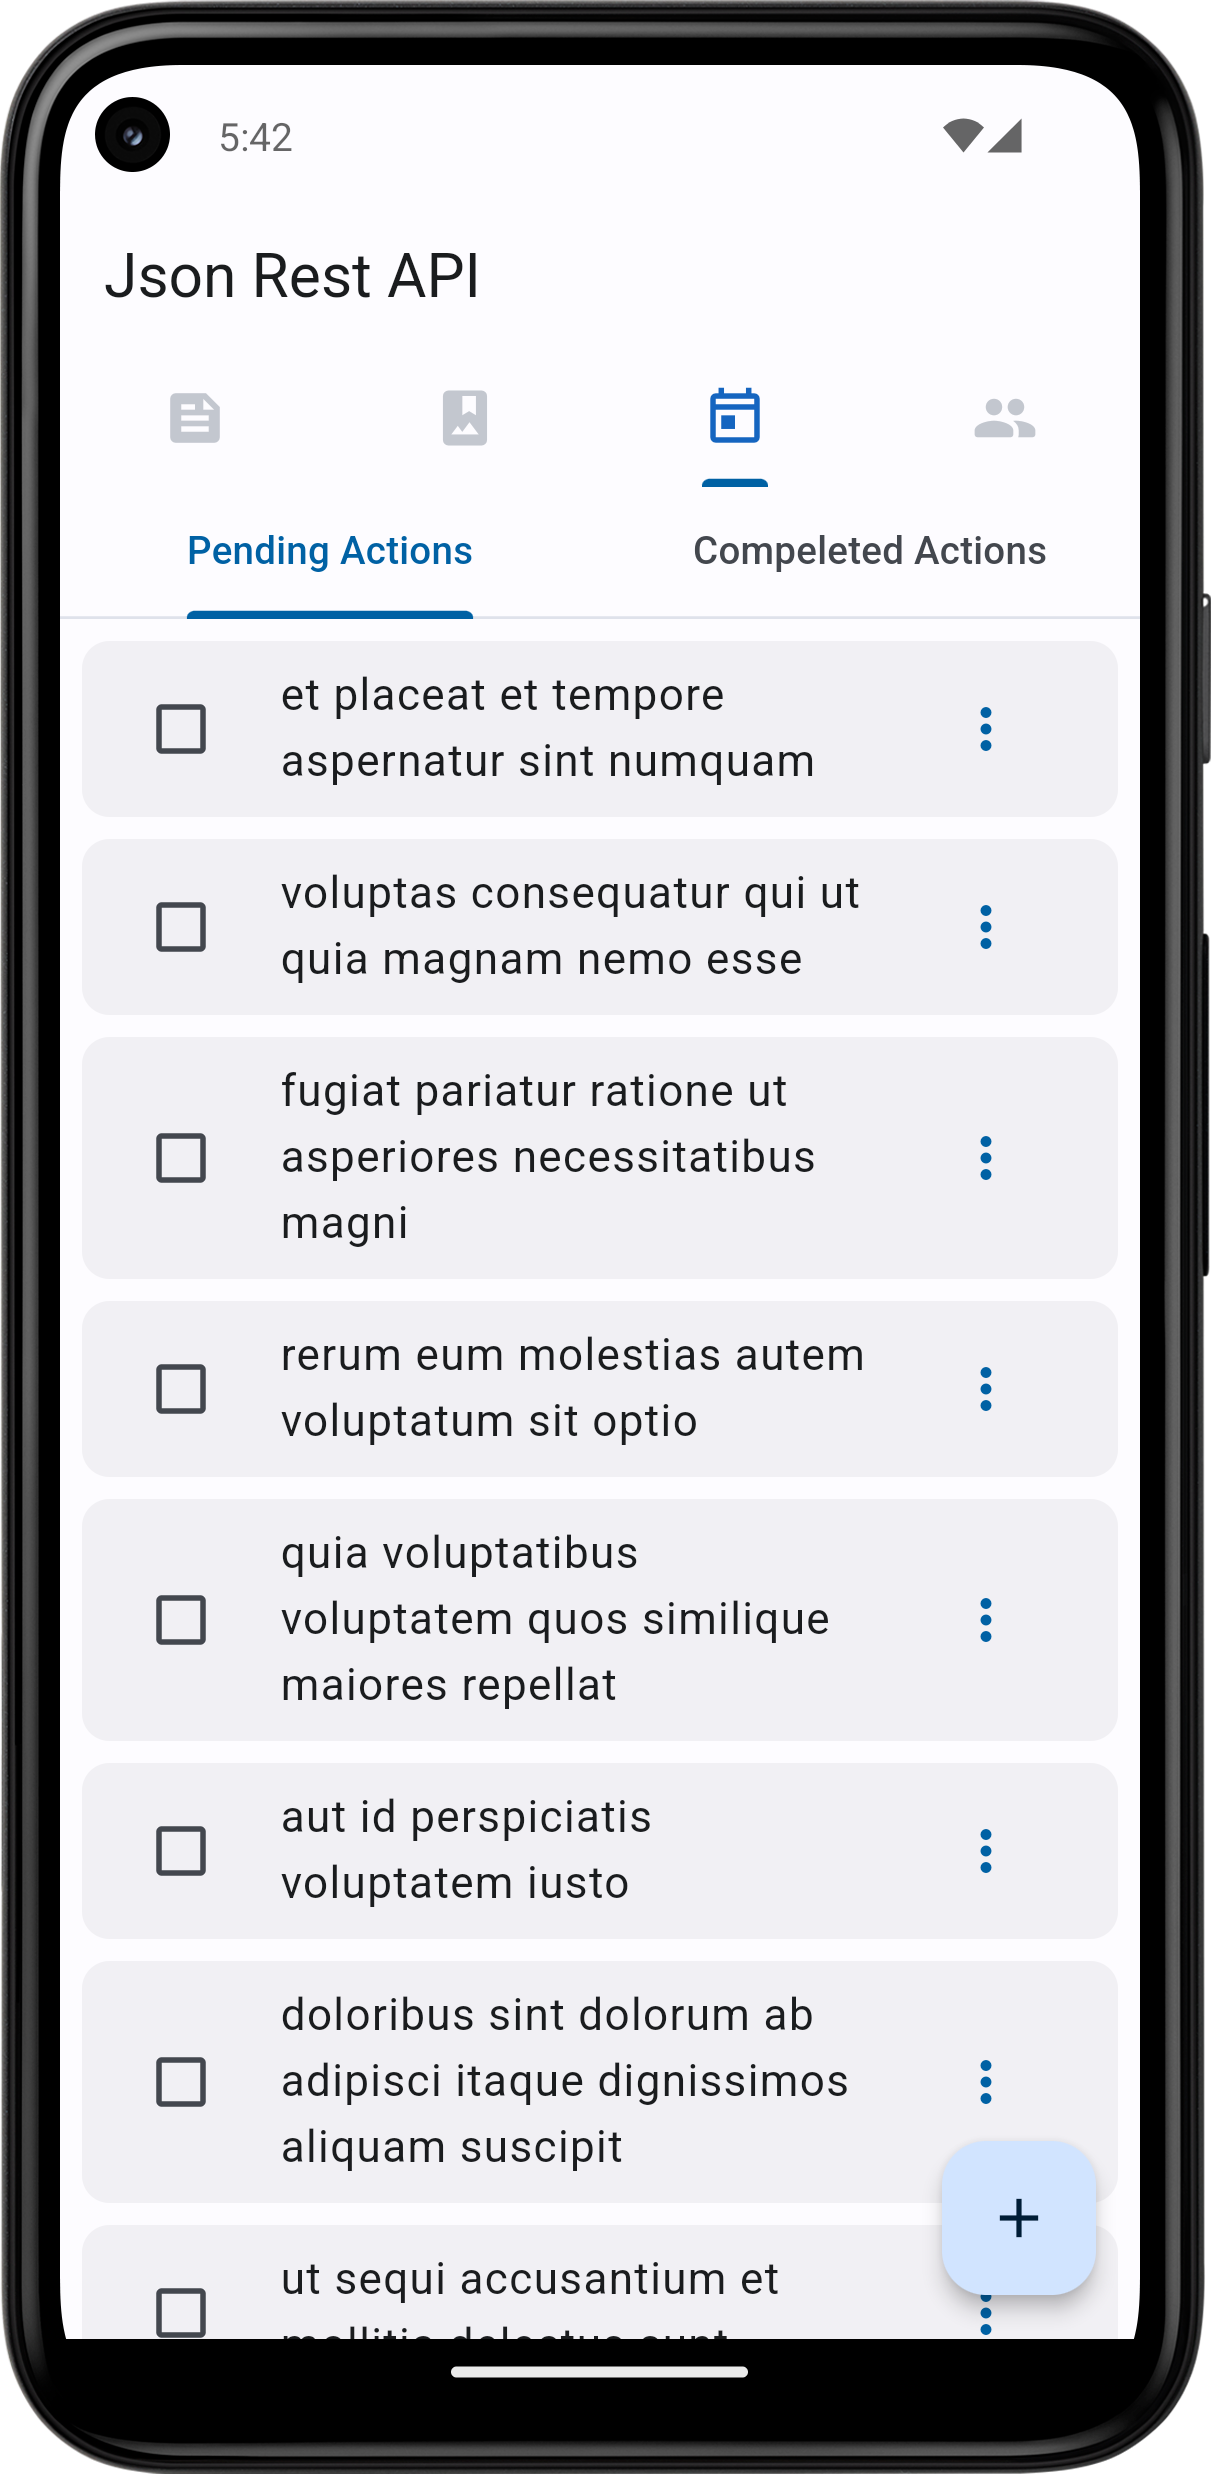 5:42
Json Rest API
Pending Actions
Compeleted Actions
et placeat et tempore
aspernatur sint numquam
voluptas consequatur qui ut
quia magnam nemo esse
fugiat pariatur ratione ut
asperiores necessitatibus
magni
rerum eum molestias autem
voluptatum sit optio
quia voluptatibus
voluptatem quos similique
maiores repellat
aut id perspiciatis
voluptatem iusto
doloribus sint dolorum ab
adipisci itaque dignissimos
aliquam suscipit
ut sequi accusantium et